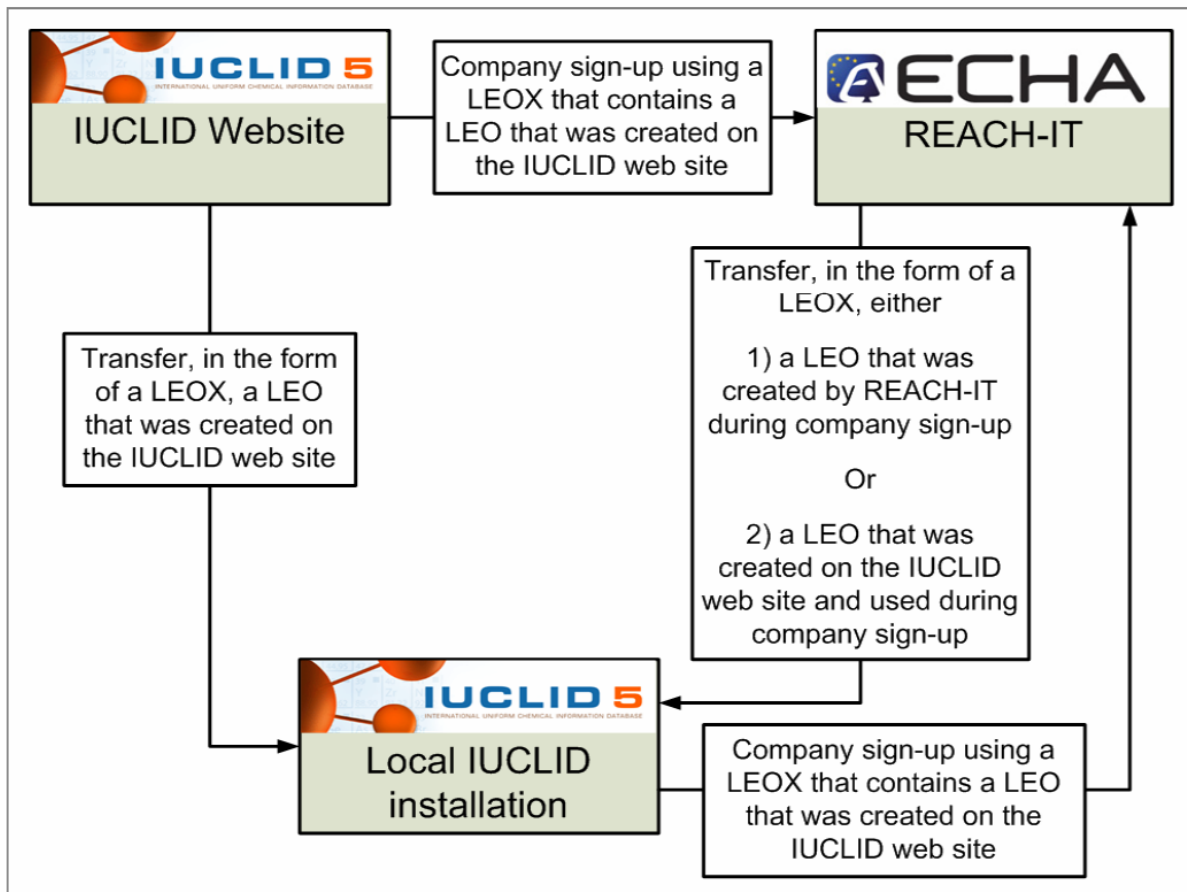 IUCLID 5
INTERNATIONAL UNIFORM CHEMICAL INFORMATION DATABASE
IUCLID Website
Company sign-up using a
LEOX that contains a
LEO that was created on
the IUCLID web site
ECHA
REACH-IT
Transfer, in the form
of a LEOX, a LEO
that was created on
the IUCLID web site
Transfer, in the form of a
LEOX, either
1) a LEO that was
created by REACH-IT
during company sign-up
Or
2) a LEO that was
created on the IUCLID
web site and used during
company sign-up
IUCLID 5
INTERNATIONAL UNIFORM CHEMICAL INFORMATION DATABASE
Local IUCLID
installation
Company sign-up using a
LEOX that contains a LEO
that was created on the
IUCLID web site